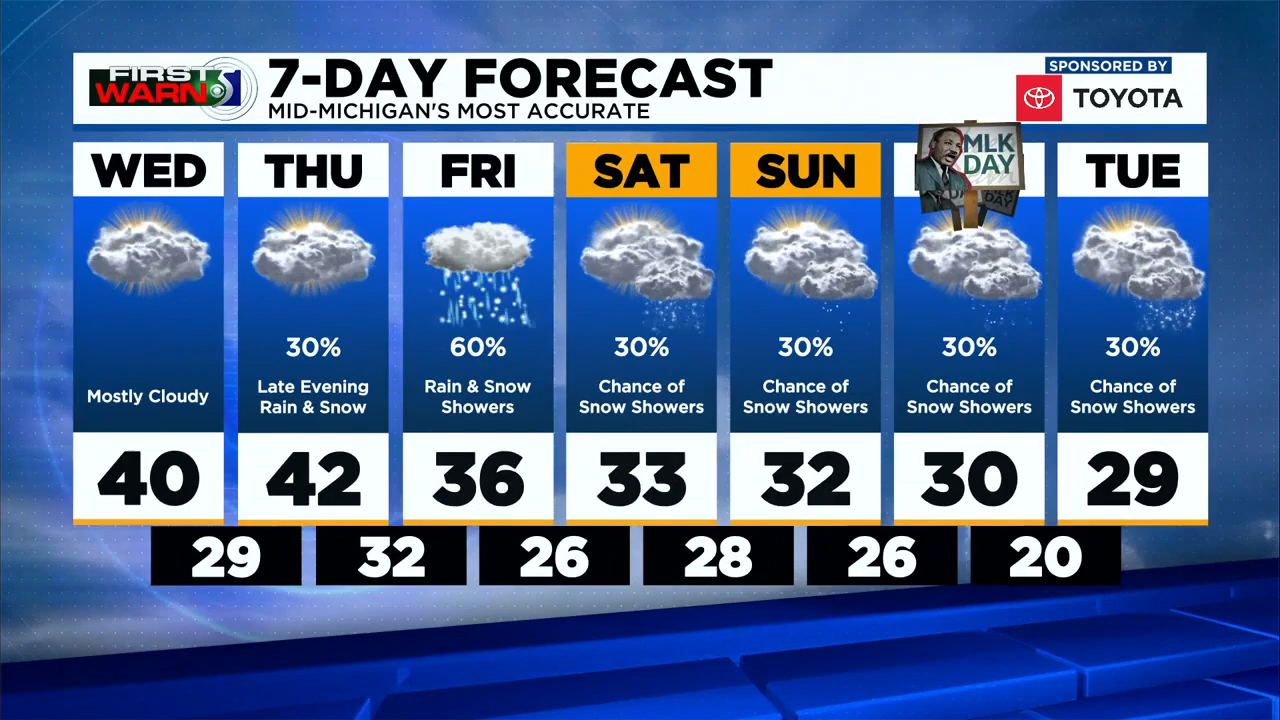 FIRST
WARN 5
7-DAY FORECAST
MID-MICHIGAN'S MOST ACCURATE
SPONSORED BY
TOYOTA
WED
THU
FRI
SAT
SUN
MLK
DAY
DAY
TUE
30%
60%
30%
30%
30%
30%
Mostly Cloudy
Late Evening
Rain & Snow
Rain & Snow
Showers
Chance of
Snow Showers
Chance of
Snow Showers
Chance of
Snow Showers
Chance of
Snow Showers
40
42
36
33
32
30
29
29
32
26
28
26
20